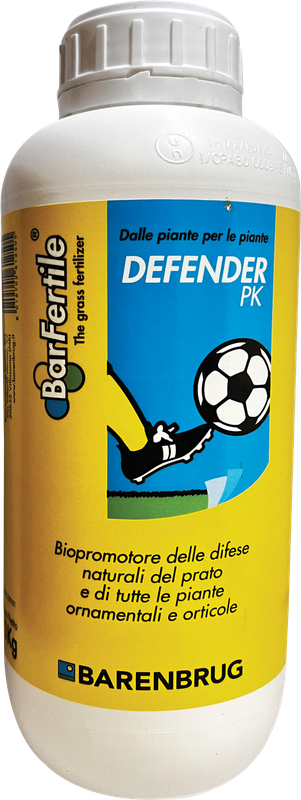 Dalle piante per le piante
DEFENDER
PK
BarFertile®
The grass fertilizer
Biopromotore delle difese
naturali del prato
e di tutte le piante
ornamentali e orticole
BARENBRUG